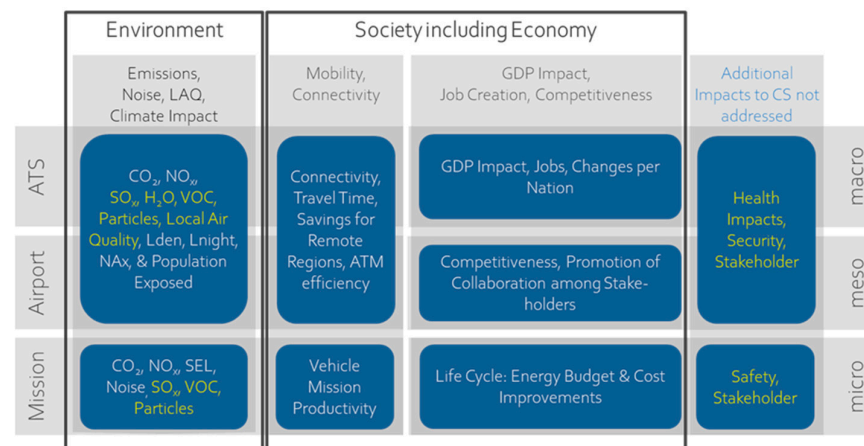 Environment
Society including Economy
Emissions,
Noise, LAQ,
Climate Impact
Mobility,
Connectivity
GDP Impact,
Job Creation, Competitiveness
Additional
Impacts to CS not
addressed
ATS
CO₂, NOₓ,
SOₓ, H₂O, VOC,
Particles, Local Air
Quality, Lden, Lnight,
NAx, & Population
Exposed
Connectivity,
Travel Time,
Savings for
Remote
Regions, ATM
efficiency
GDP Impact, Jobs, Changes per
Nation
Health
Impacts,
Security,
Stakeholder
macro
Airport
Competitiveness, Promotion of
Collaboration among Stake-
holders
meso
Mission
CO₂, NOₓ, SEL,
Noise, SOₓ, VOC,
Particles
Vehicle
Mission
Productivity
Life Cycle: Energy Budget & Cost
Improvements
Safety,
Stakeholder
micro